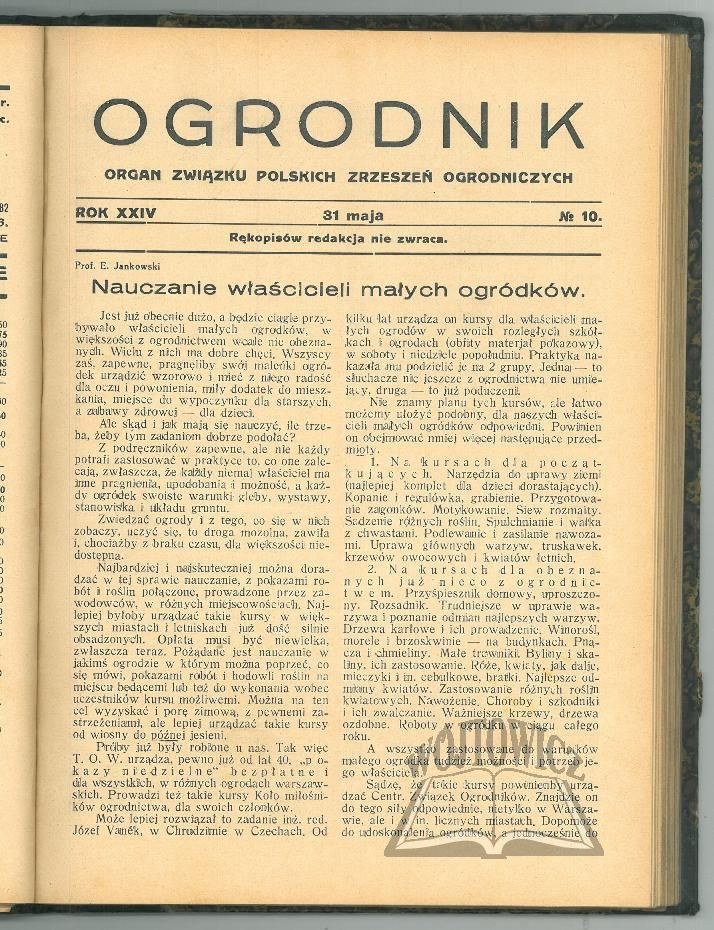 OGRODNIK
ORGAN ZWIĄZKU POLSKICH ZRZESZEŃ OGRODNICZYCH
ROK XXIV 31 maja № 10.
Rękopisów redakcja nie zwraca.
Prof. E. Jankowski
Nauczanie właścicieli małych ogródków.
Jest już obecnie dużo, a będzie ciągle przy-
bywało właścicieli małych ogrodków, w
większości z ogrodnictwem wcale nie obezna-
nych. Wielu z nich ma dobre chęci. Wszyscy
zaś, zapewne, pragnęliby swój maleńki ogró-
dek urządzić wzorowo i mieć z niego radość
dla oczu i powonienia, miły dodatek do miesz-
kania, miejsce do wypoczynku dla starszych,
a zabawy zdrowej — dla dzieci.
Ale skąd i jak mają się nauczyć, ile trze-
ba, żeby tym zadaniom dobrze podołać?
Z podręczników zapewne, ale nie każdy
potrafi zastosować w praktyce to, co one zale-
cają, zwłaszcza, że każdy niemal właściciel ma
inne pragnienia, upodobania i możność, a każ-
dy ogródek swoiste warunki gleby, wystawy,
stanowiska i układu gruntu.
Zwiedzać ogrody i z tego, co się w nich
zobaczy, uczyć się, to droga mozolna, zawiła
i, chociażby z braku czasu, dla większości nie-
dostępna.
Najbardziej i najskuteczniej można dora-
dzać w tej sprawie nauczanie, z pokazami ro-
bót i roślin połączone, prowadzone przez za-
wodowców, w różnych miejscowościach. Naj-
lepiej byłoby urządzać takie kursy w więk-
szych miastach i letniskach już dość silnie
obsadzonych. Opłata musi być niewielka,
zwłaszcza teraz. Pożądane jest nauczanie w
jakimś ogrodzie w którym można poprzeć, co
się mówi, pokazami robót i hodowli roślin na
miejscu będącemi lub też do wykonania wobec
uczestników kursu możliwemi. Można na ten
cel wyzyskać i porę zimową, z pewnemi za-
strzeżeniami, ale lepiej urządzać takie kursy
od wiosny do późnej jesieni.
Próby już były robione u nas. Tak więc
T. O. W. urządza, pewno już od lat 40, „po-
kazy niedzielne" bezpłatne i
dla wszystkich, w różnych ogrodach warszaw-
skich. Prowadzi też takie kursy Koło miłośni-
ków ogrodnictwa, dla swoich członków.
Może lepiej rozwiązał to zadanie inż. red.
Józef Vaněk, w Chrudzimie w Czechach. Od
kilku lat urządza on kursy dla właścicieli ma-
łych ogrodów w swoich rozległych szkół-
kach i ogrodach (obfity materjał pokazowy),
w soboty i niedziele popołudniu. Praktyka na-
kazała mu podzielić je na 2 grupy. Jedna — to
słuchacze nic jeszcze z ogrodnictwa nie umie-
jący, druga — to już poduczeni.
Nie znamy planu tych kursów, ale łatwo
możemy ułożyć podobny, dla naszych właści-
cieli małych ogródków odpowiedni. Powinien
on obejmować mniej więcej następujące przed-
mioty.
1. Na kursach dla począt-
kujących. Narzędzia do uprawy ziemi
(najlepiej komplet dla dzieci dorastających).
Kopanie i regulówka, grabienie. Przygotowa-
nie zagonków. Motykowanie. Siew rozmaity.
Sadzenie różnych roślin. Spulchnianie i walka
z chwastami. Podlewanie i zasilanie nawoza-
mi. Uprawa głównych warzyw, truskawek,
krzewów owocowych i kwiatów letnich.
2. Na kursach dla obezna-
nych już nieco z ogrodnic-
twem. Przyśpiesznik domowy, uproszczo-
ny. Rozsadnik. Trudniejsze w uprawie wa-
rzywa i poznanie odmian najlepszych warzyw.
Drzewa karłowe i ich prowadzenie. Winorośl,
morele i brzoskwinie — na budynkach. Pną-
cza i chmieliny. Małe trawniki. Byliny i ska-
liny, ich zastosowanie. Róże, kwiaty, jak dalje,
mieczyki i in. cebulkowe, bratki. Najlepsze od-
miany kwiatów. Zastosowanie różnych roślin
kwiatowych. Nawożenie. Choroby i szkodniki
i ich zwalczanie. Ważniejsze krzewy, drzewa
ozdobne. Roboty w ogródku w ciągu całego
roku.
A wszystko zastosowane do warunków
małego ogródka, tudzież możności i potrzeb je-
go właściciela.
Sądzę, że takie kursy powinienby urzą-
dzać Centr. Związek Ogrodników. Znajdzie on
do tego siły odpowiednie, nietylko w Warsza-
wie, ale i w in. licznych miastach. Dopomoże
do udoskonalenia ogródków, a jednocześnie do